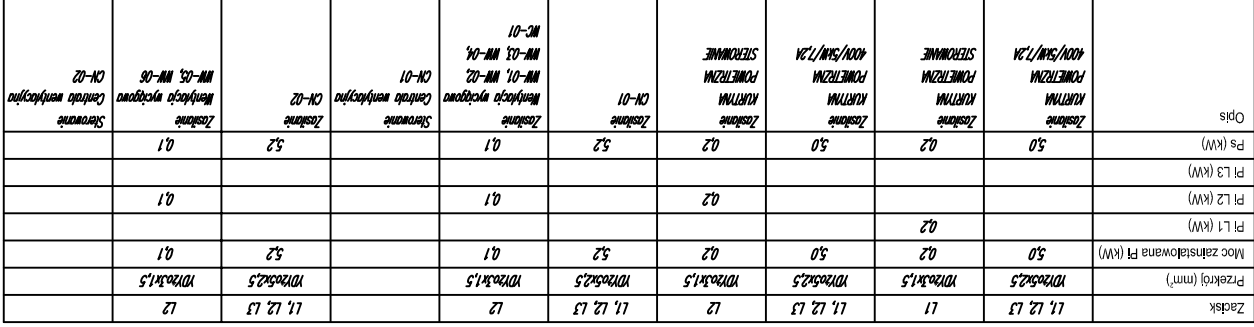 Zacisk L1, L2, L3 L1 L1, L2, L3 L2 L1, L2, L3 L2 L1, L2, L3 L2
Przekrój (mm²) YDYżo5x2,5 YDYżo3x1,5 YDYżo5x2,5 YDYżo3x1,5 YDYżo5x2,5 YDYżo3x1,5 YDYżo5x2,5 YDYżo3x1,5
Moc zainstalowana Pi (kW) 5,0 0,2 5,0 0,2 5,2 0,1 5,2 0,1
Pi L1 (kW) 0,2
Pi L2 (kW) 0,2 0,1 0,1
Pi L3 (kW)
Ps (kW) 5,0 0,2 5,0 0,2 5,2 0,1 5,2 0,1
Opis
Zasilanie
KURTYNA
POWIETRZNA
400V/5kW/7,2A
Zasilanie
KURTYNA
POWIETRZNA
STEROWANIE
Zasilanie
KURTYNA
POWIETRZNA
400V/5kW/7,2A
Zasilanie
KURTYNA
POWIETRZNA
STEROWANIE
Zasilanie
CN-01
Zasilanie
Wentylacja wyciągowa
WW-01, WW-02,
WW-03, WW-04,
WC-01
Sterowanie
Centrala wentylacyjna
CN-01
Zasilanie
CN-02
Zasilanie
Wentylacja wyciągowa
WW-05, WW-06
Sterowanie
Centrala wentylacyjna
CN-02